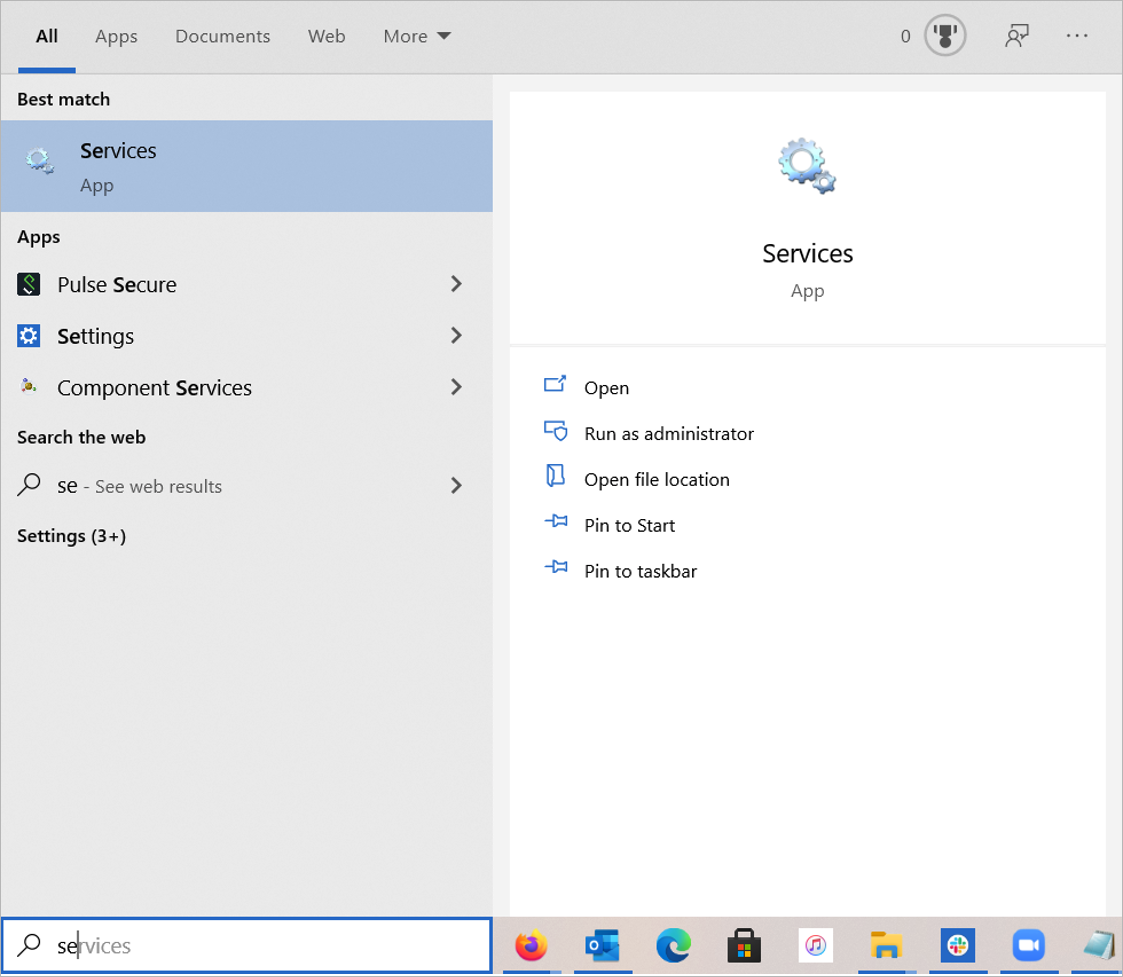 All Apps Documents Web More 0 ...
Best match
Services
App
Apps
Pulse Secure
Settings
Component Services
Search the web
se - See web results
Settings (3+)
Services
App
Open
Run as administrator
Open file location
Pin to Start
Pin to taskbar
services